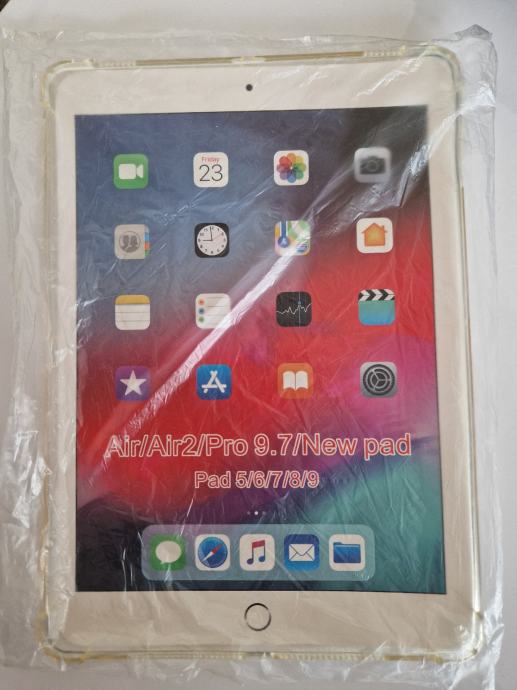 Friday
23
Air/Air2/Pro 9.7/New pad
Pad 5/6/7/8/9